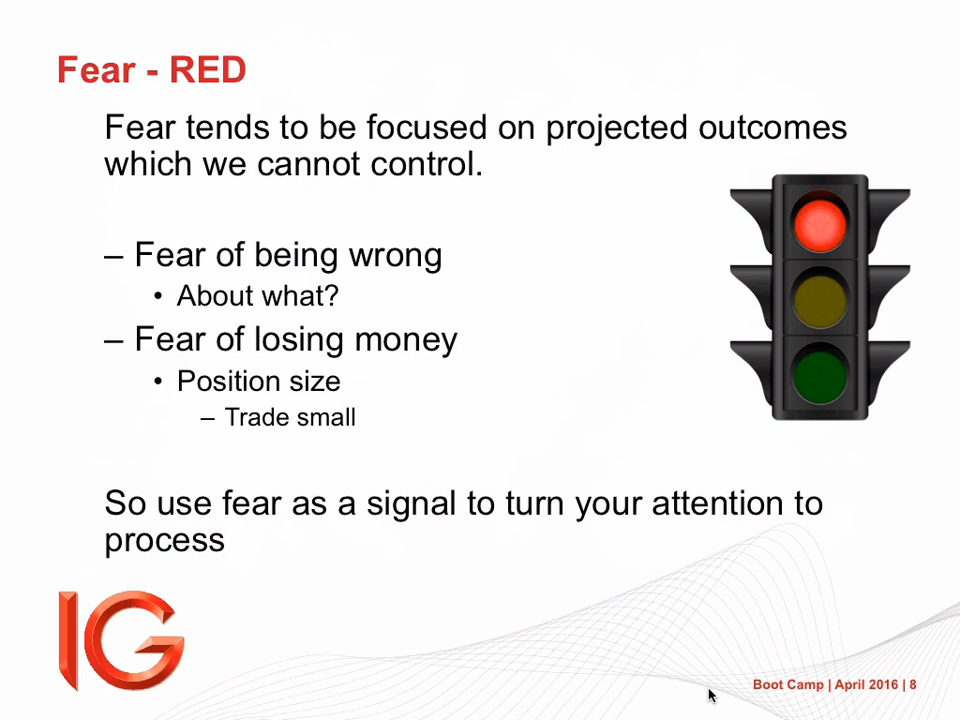 Fear - RED
Fear tends to be focused on projected outcomes
which we cannot control.
– Fear of being wrong
• About what?
– Fear of losing money
• Position size
– Trade small
So use fear as a signal to turn your attention to
process
IG
Boot Camp | April 2016 | 8